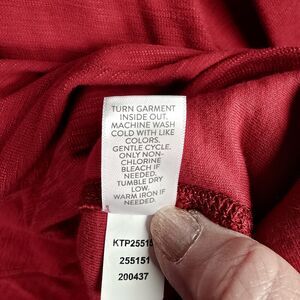 TURN GARMENT
INSIDE OUT.
MACHINE WASH
COLD WITH LIKE
COLORS.
GENTLE CYCLE.
ONLY NON-
CHLORINE
BLEACH IF
NEEDED.
TUMBLE DRY
LOW.
WARM IRON IF
NEEDED.
255151
200437